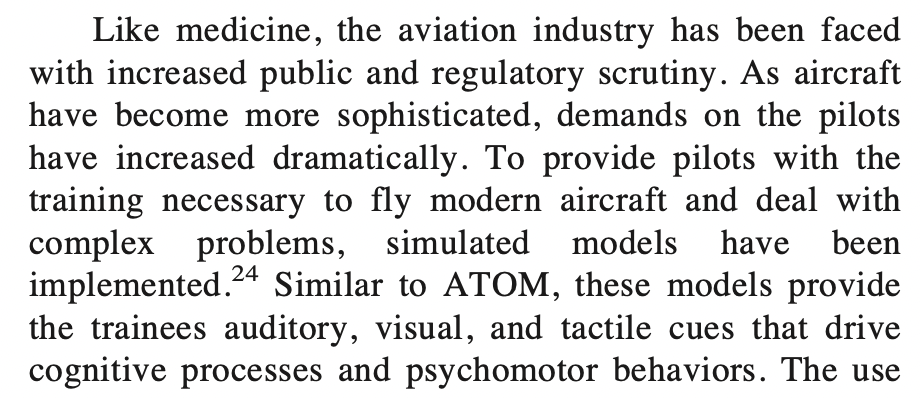 Like medicine, the aviation industry has been faced
with increased public and regulatory scrutiny. As aircraft
have become more sophisticated, demands on the pilots
have increased dramatically. To provide pilots with the
training necessary to fly modern aircraft and deal with
complex problems, simulated models have been
implemented.24 Similar to ATOM, these models provide
the trainees auditory, visual, and tactile cues that drive
cognitive processes and psychomotor behaviors. The use